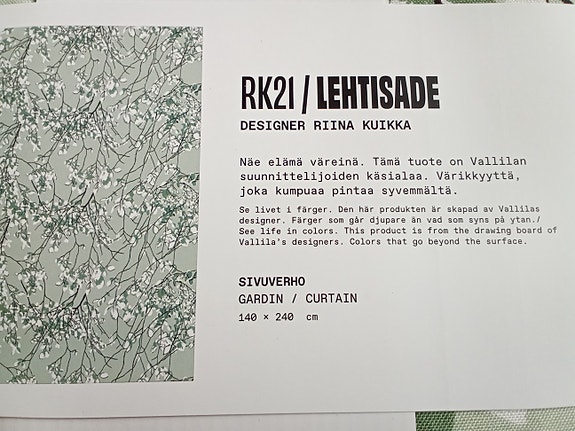 RK21 / LEHTISADE
DESIGNER RIINA KUIKKA
Näe elämä väreinä. Tämä tuote on Vallilan
suunnittelijoiden käsialaa. Värikkyyttä,
joka kumpuaa pintaa syvemmältä.
Se livet i färger. Den här produkten är skapad av Vallilas
designer. Färger som går djupare än vad som syns på ytan./
See life in colors. This product is from the drawing board of
Vallila's designers. Colors that go beyond the surface.
SIVUVERHO
GARDIN / CURTAIN
140 × 240 cm